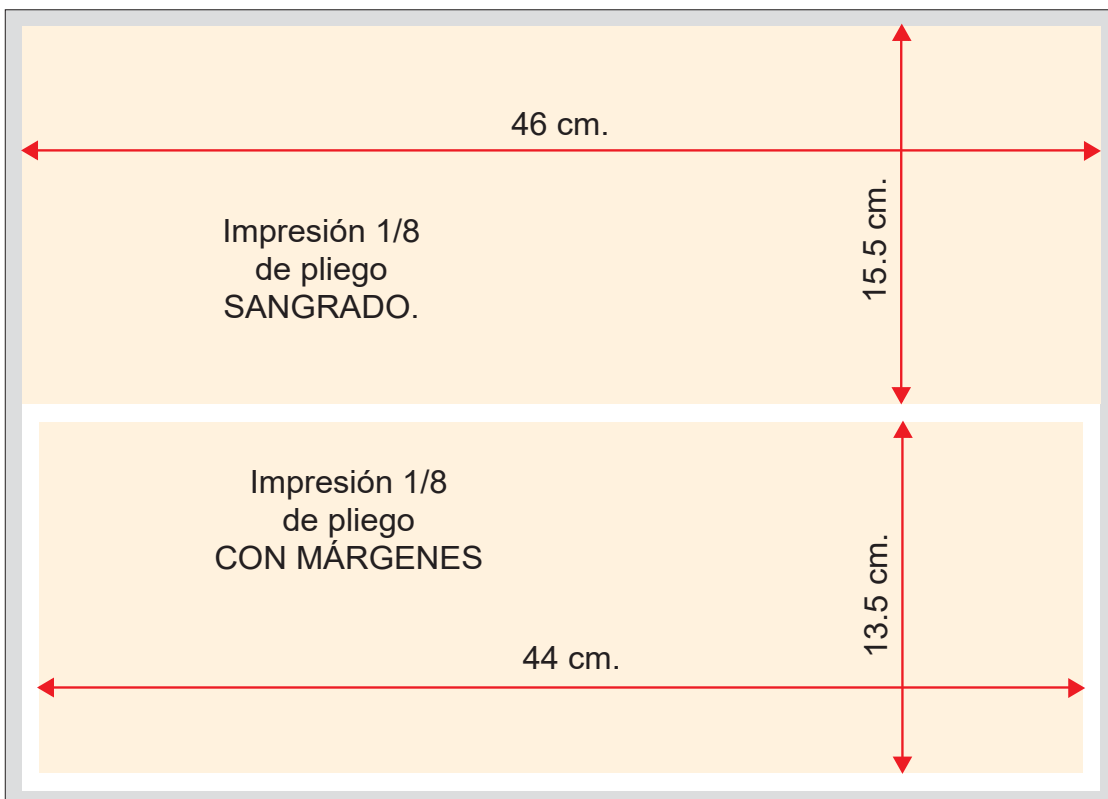 46 cm.
15.5 cm.
Impresión 1/8
de pliego
SANGRADO.
Impresión 1/8
de pliego
CON MÁRGENES
13.5 cm.
44 cm.